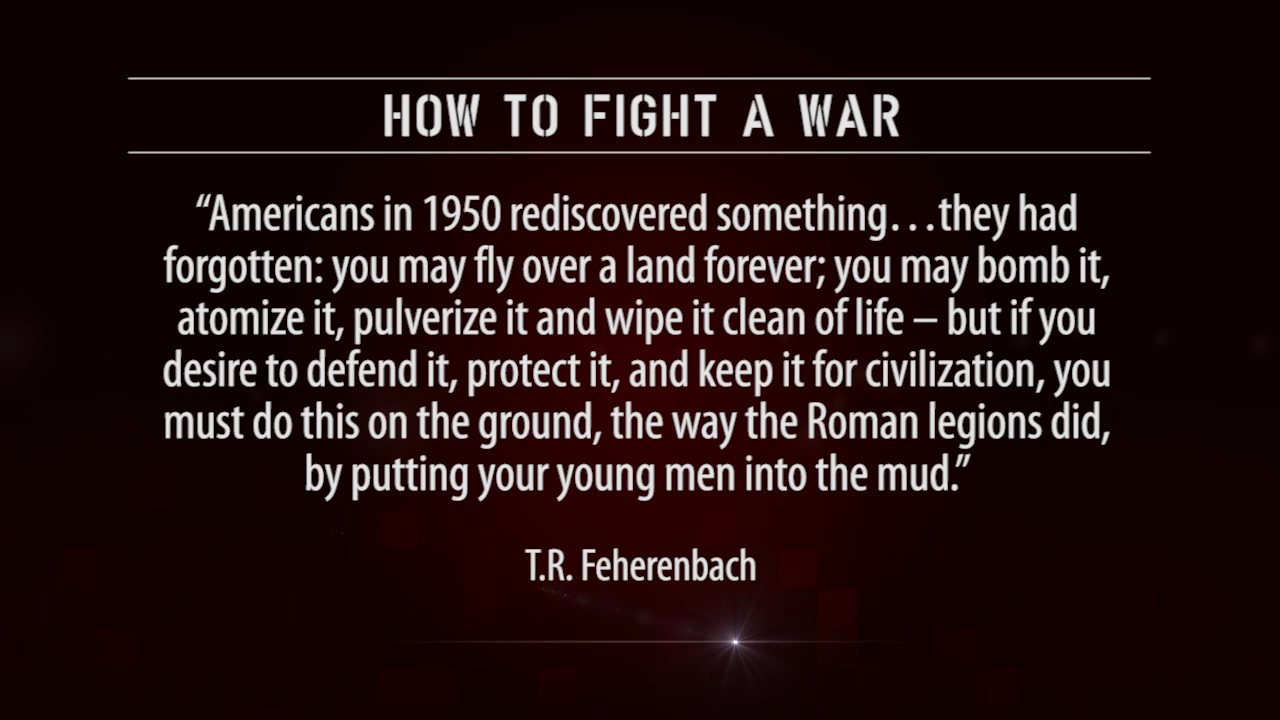 HOW TO FIGHT A WAR
“Americans in 1950 rediscovered something…they had
forgotten: you may fly over a land forever; you may bomb it,
atomize it, pulverize it and wipe it clean of life – but if you
desire to defend it, protect it, and keep it for civilization, you
must do this on the ground, the way the Roman legions did,
by putting your young men into the mud.”
T.R. Feherenbach